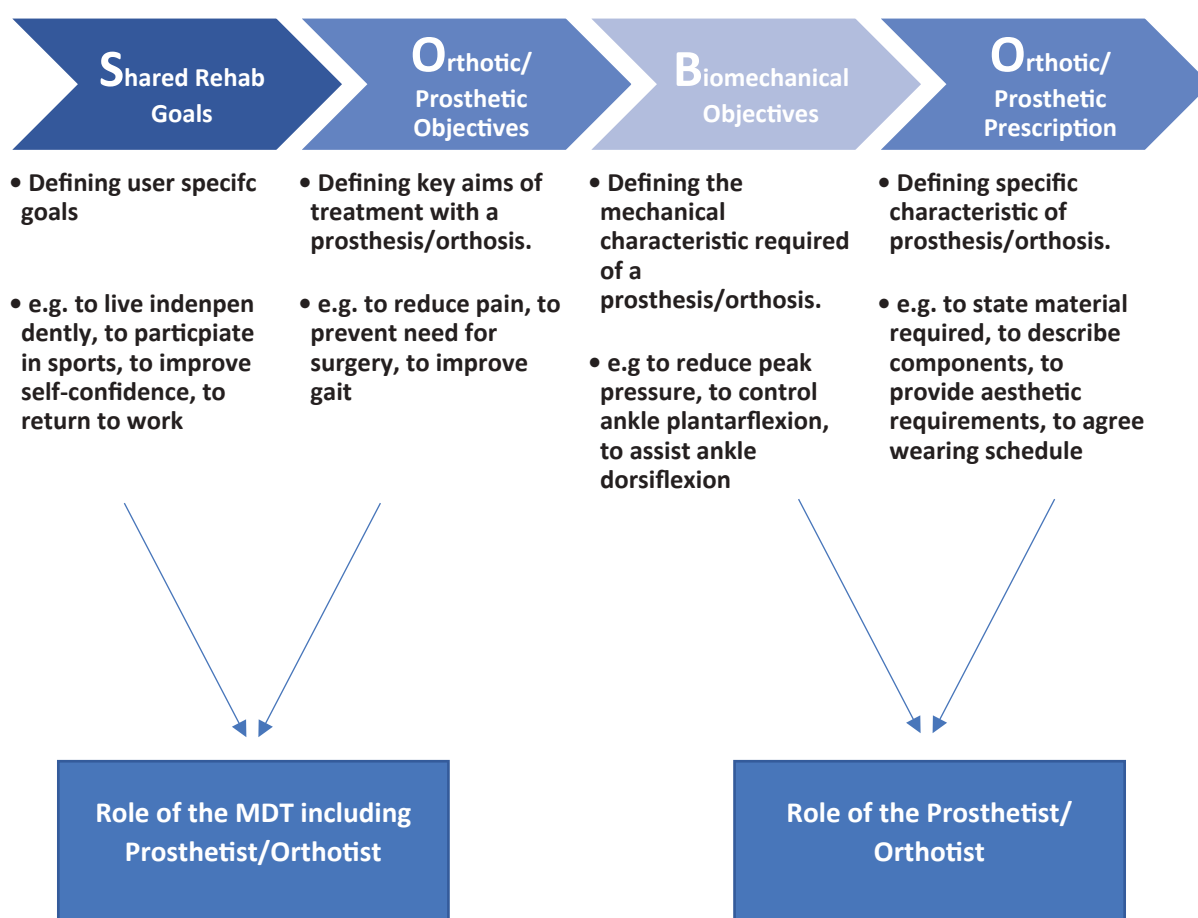 Shared Rehab
Goals
Orthotic/
Prosthetic
Objectives
Biomechanical
Objectives
Orthotic/
Prosthetic
Prescription
• Defining user specifc
goals
• e.g. to live indenpen
dently, to particpiate
in sports, to improve
self-confidence, to
return to work
• Defining key aims of
treatment with a
prosthesis/orthosis.
• e.g. to reduce pain, to
prevent need for
surgery, to improve
gait
• Defining the
mechanical
characteristic required
of a
prosthesis/orthosis.
• e.g to reduce peak
pressure, to control
ankle plantarflexion,
to assist ankle
dorsiflexion
• Defining specific
characteristic of
prosthesis/orthosis.
• e.g. to state material
required, to describe
components, to
provide aesthetic
requirements, to agree
wearing schedule
Role of the MDT including
Prosthetist/Orthotist
Role of the Prosthetist/
Orthotist